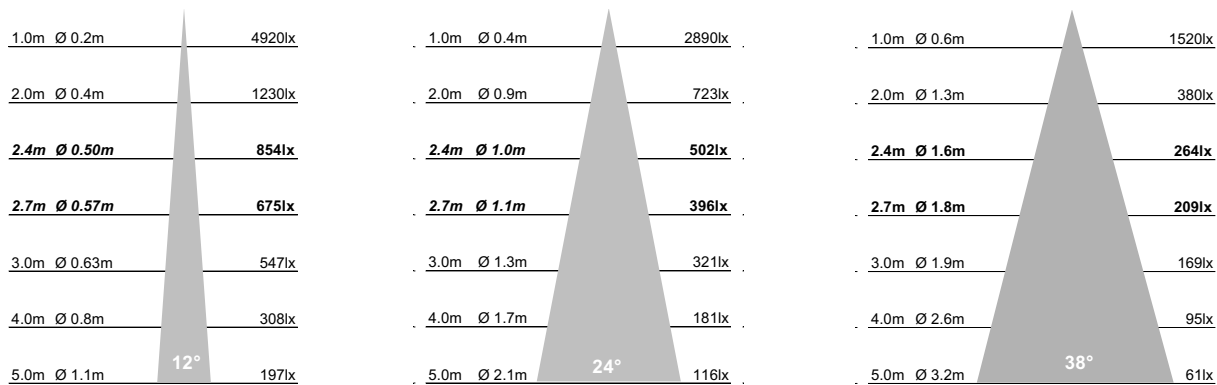 1.0m Ø 0.2m 4920lx
2.0m Ø 0.4m 1230lx
2.4m Ø 0.50m 854lx
2.7m Ø 0.57m 675lx
3.0m Ø 0.63m 547lx
4.0m Ø 0.8m 308lx
12°
5.0m Ø 1.1m 197lx
1.0m Ø 0.4m 2890lx
2.0m Ø 0.9m 723lx
2.4m Ø 1.0m 502lx
2.7m Ø 1.1m 396lx
3.0m Ø 1.3m 321lx
4.0m Ø 1.7m 181lx
24°
5.0m Ø 2.1m 116lx
1.0m Ø 0.6m 1520lx
2.0m Ø 1.3m 380lx
2.4m Ø 1.6m 264lx
2.7m Ø 1.8m 209lx
3.0m Ø 1.9m 169lx
4.0m Ø 2.6m 95lx
38°
5.0m Ø 3.2m 61lx